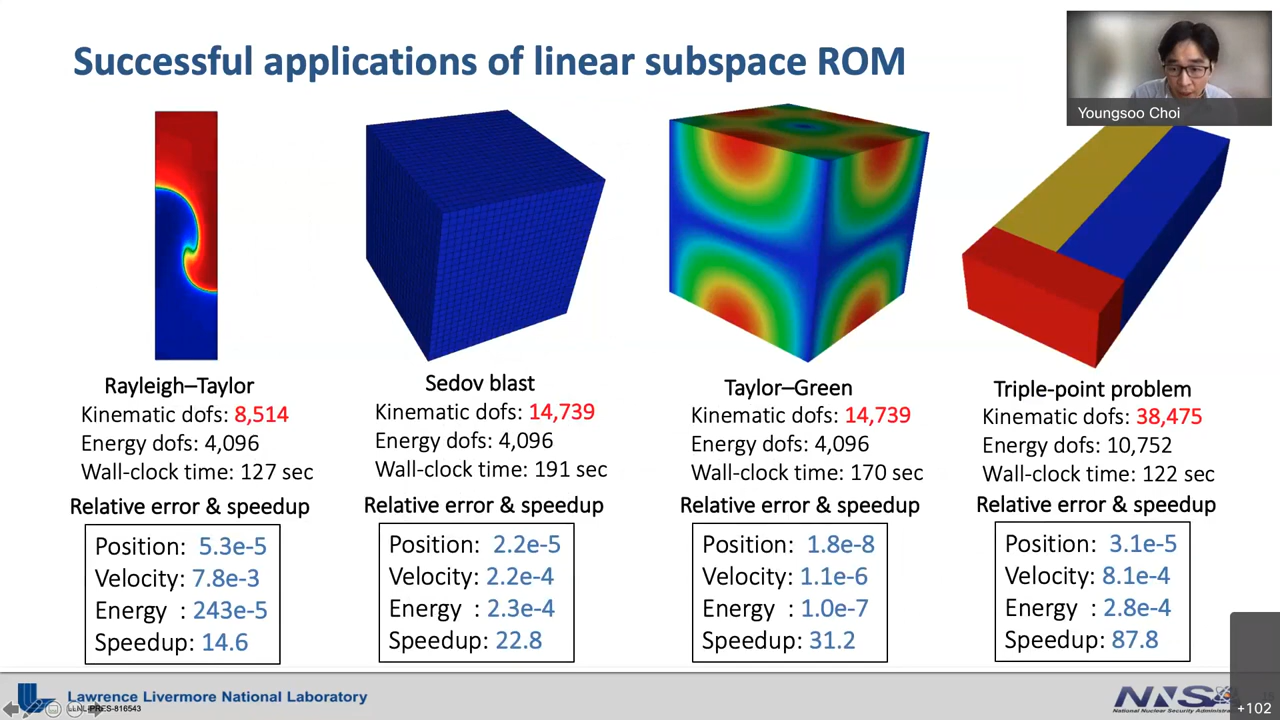 Successful applications of linear subspace ROM
Youngsoo Choi
Rayleigh–Taylor
Kinematic dofs: 8,514
Energy dofs: 4,096
Wall-clock time: 127 sec
Relative error & speedup
Position: 5.3e-5
Velocity: 7.8e-3
Energy : 243e-5
Speedup: 14.6
Sedov blast
Kinematic dofs: 14,739
Energy dofs: 4,096
Wall-clock time: 191 sec
Relative error & speedup
Position: 2.2e-5
Velocity: 2.2e-4
Energy : 2.3e-4
Speedup: 22.8
Taylor–Green
Kinematic dofs: 14,739
Energy dofs: 4,096
Wall-clock time: 170 sec
Relative error & speedup
Position: 1.8e-8
Velocity: 1.1e-6
Energy : 1.0e-7
Speedup: 31.2
Triple-point problem
Kinematic dofs: 38,475
Energy dofs: 10,752
Wall-clock time: 122 sec
Relative error & speedup
Position: 3.1e-5
Velocity: 8.1e-4
Energy : 2.8e-4
Speedup: 87.8
Lawrence Livermore National Laboratory
LLNL-PRES-816543
NNSA
National Nuclear Security
+102